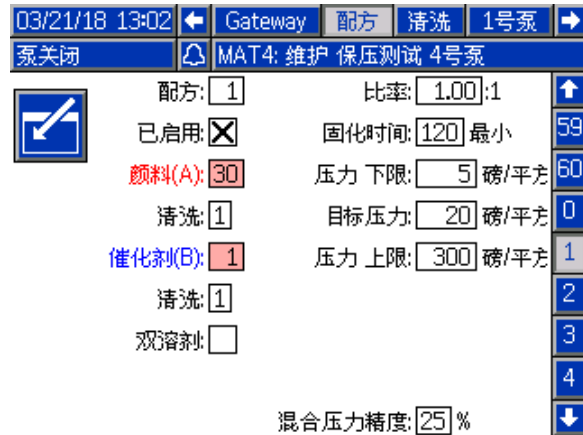 03/21/18 13:02 Gateway 配方 清洗 1号泵
泵关闭 MAT4: 维护 保压测试 4号泵
配方: 1 比率: 1.00 :1
已启用: 固化时间: 120 最小 59
颜料(A): 30 压力 下限: 5 磅/平方 60
清洗: 1 目标压力: 20 磅/平方 0
催化剂(B): 1 压力 上限: 300 磅/平方 1
清洗: 1 2
双溶剂: 3
4
混合压力精度: 25 %